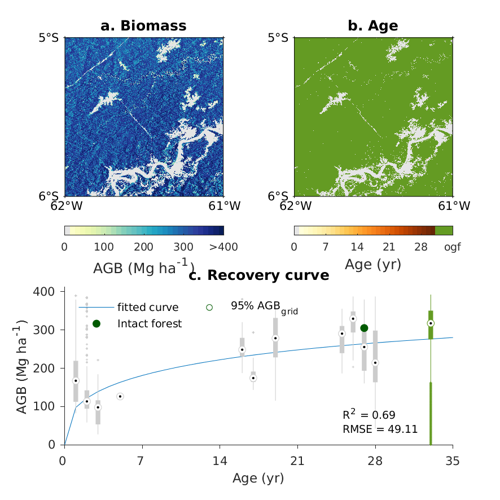 a. Biomass
b. Age
5°S
6°S
62°W
61°W
5°S
6°S
62°W
61°W
0 100 200 300 >400
AGB (Mg ha-1)
0 7 14 21 28 ogf
Age (yr)
c. Recovery curve
400
300
200
100
0
AGB (Mg ha-1)
fitted curve
Intact forest
95% AGBgrid
R2 = 0.69
RMSE = 49.11
0 7 14 21 28 35
Age (yr)